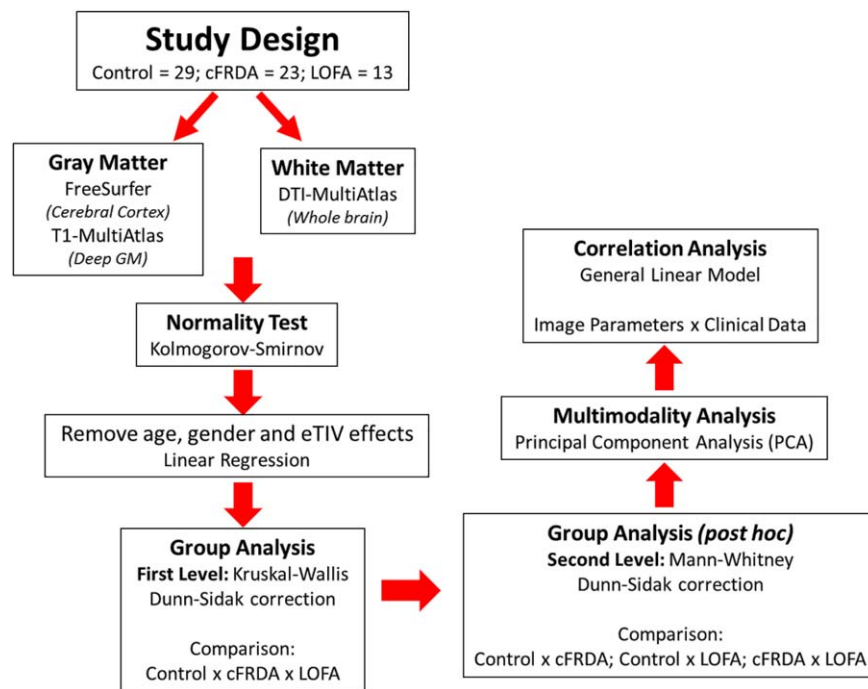 Study Design
Control = 29; cFRDA = 23; LOFA = 13
Gray Matter
FreeSurfer
(Cerebral Cortex)
T1-MultiAtlas
(Deep GM)
White Matter
DTI-MultiAtlas
(Whole brain)
Normality Test
Kolmogorov-Smirnov
Remove age, gender and eTIV effects
Linear Regression
Group Analysis
First Level: Kruskal-Wallis
Dunn-Sidak correction
Comparison:
Control x cFRDA x LOFA
Group Analysis (post hoc)
Second Level: Mann-Whitney
Dunn-Sidak correction
Comparison:
Control x cFRDA; Control x LOFA; cFRDA x LOFA
Multimodality Analysis
Principal Component Analysis (PCA)
Correlation Analysis
General Linear Model
Image Parameters x Clinical Data